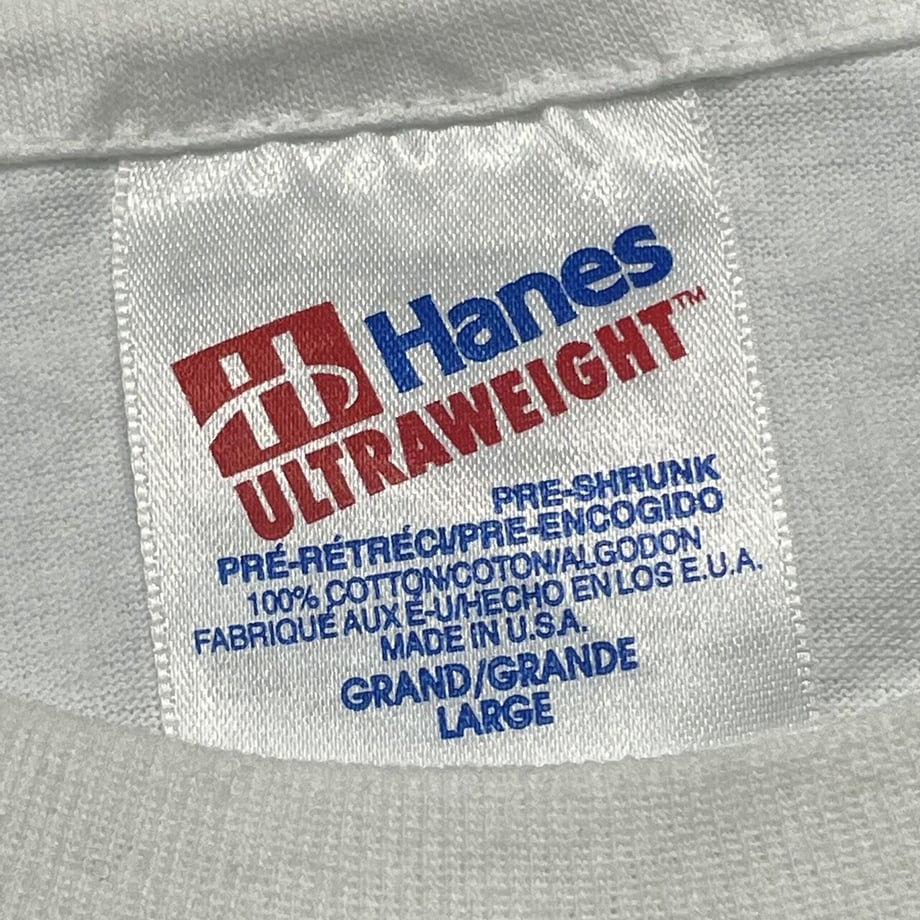 Hanes
ULTRAWEIGHT™
PRE-SHRUNK
PRÉ-RÉTRÉCI/PRE-ENCOGIDO
100% COTTON/COTON/ALGODON
FABRIQUÉ AUX É-U/HECHO EN LOS E.U.A.
MADE IN U.S.A.
GRAND/GRANDE
LARGE